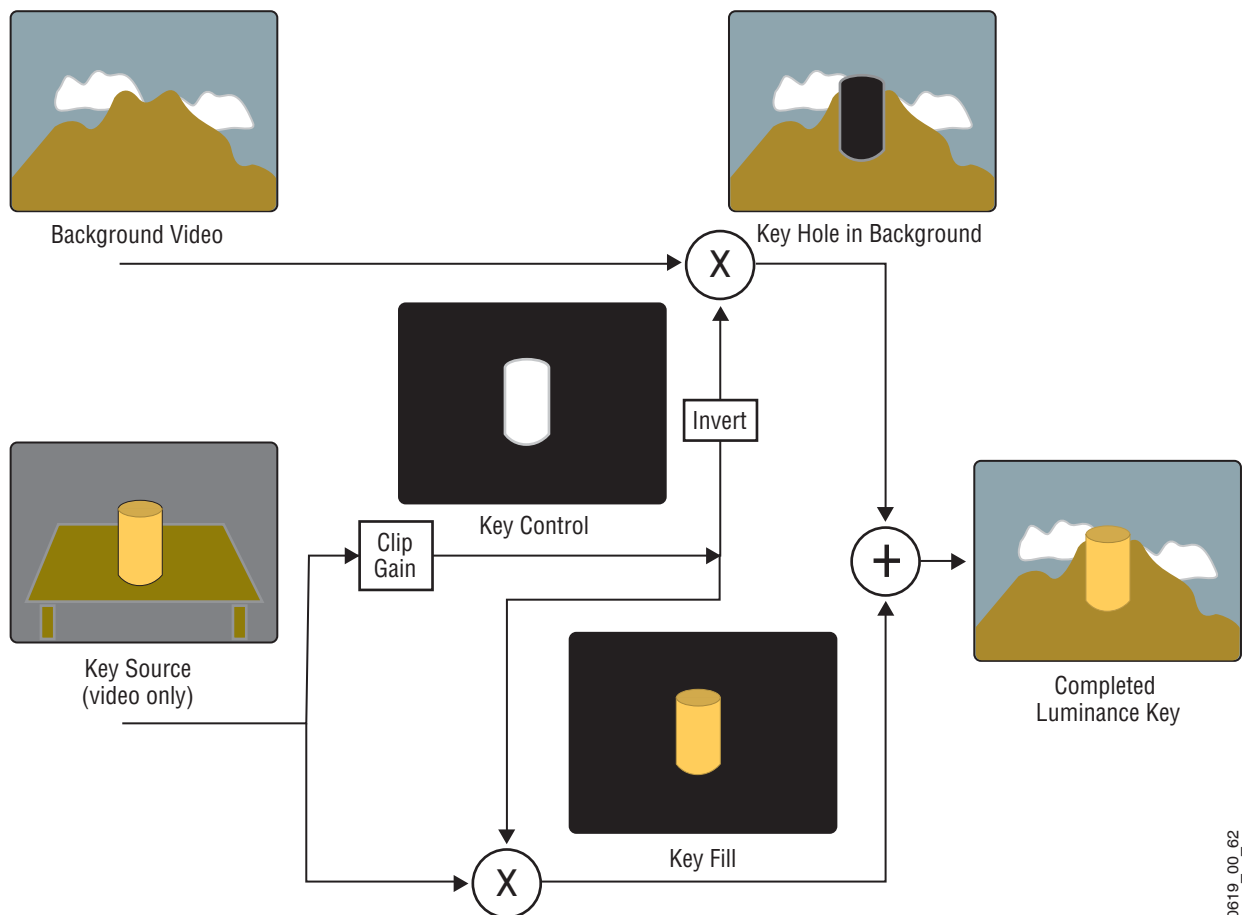 Background Video
Key Hole in Background
X
Invert
Key Control
Clip
Gain
+
Key Source
(video only)
Completed
Luminance Key
Key Fill
X
0619_00_62